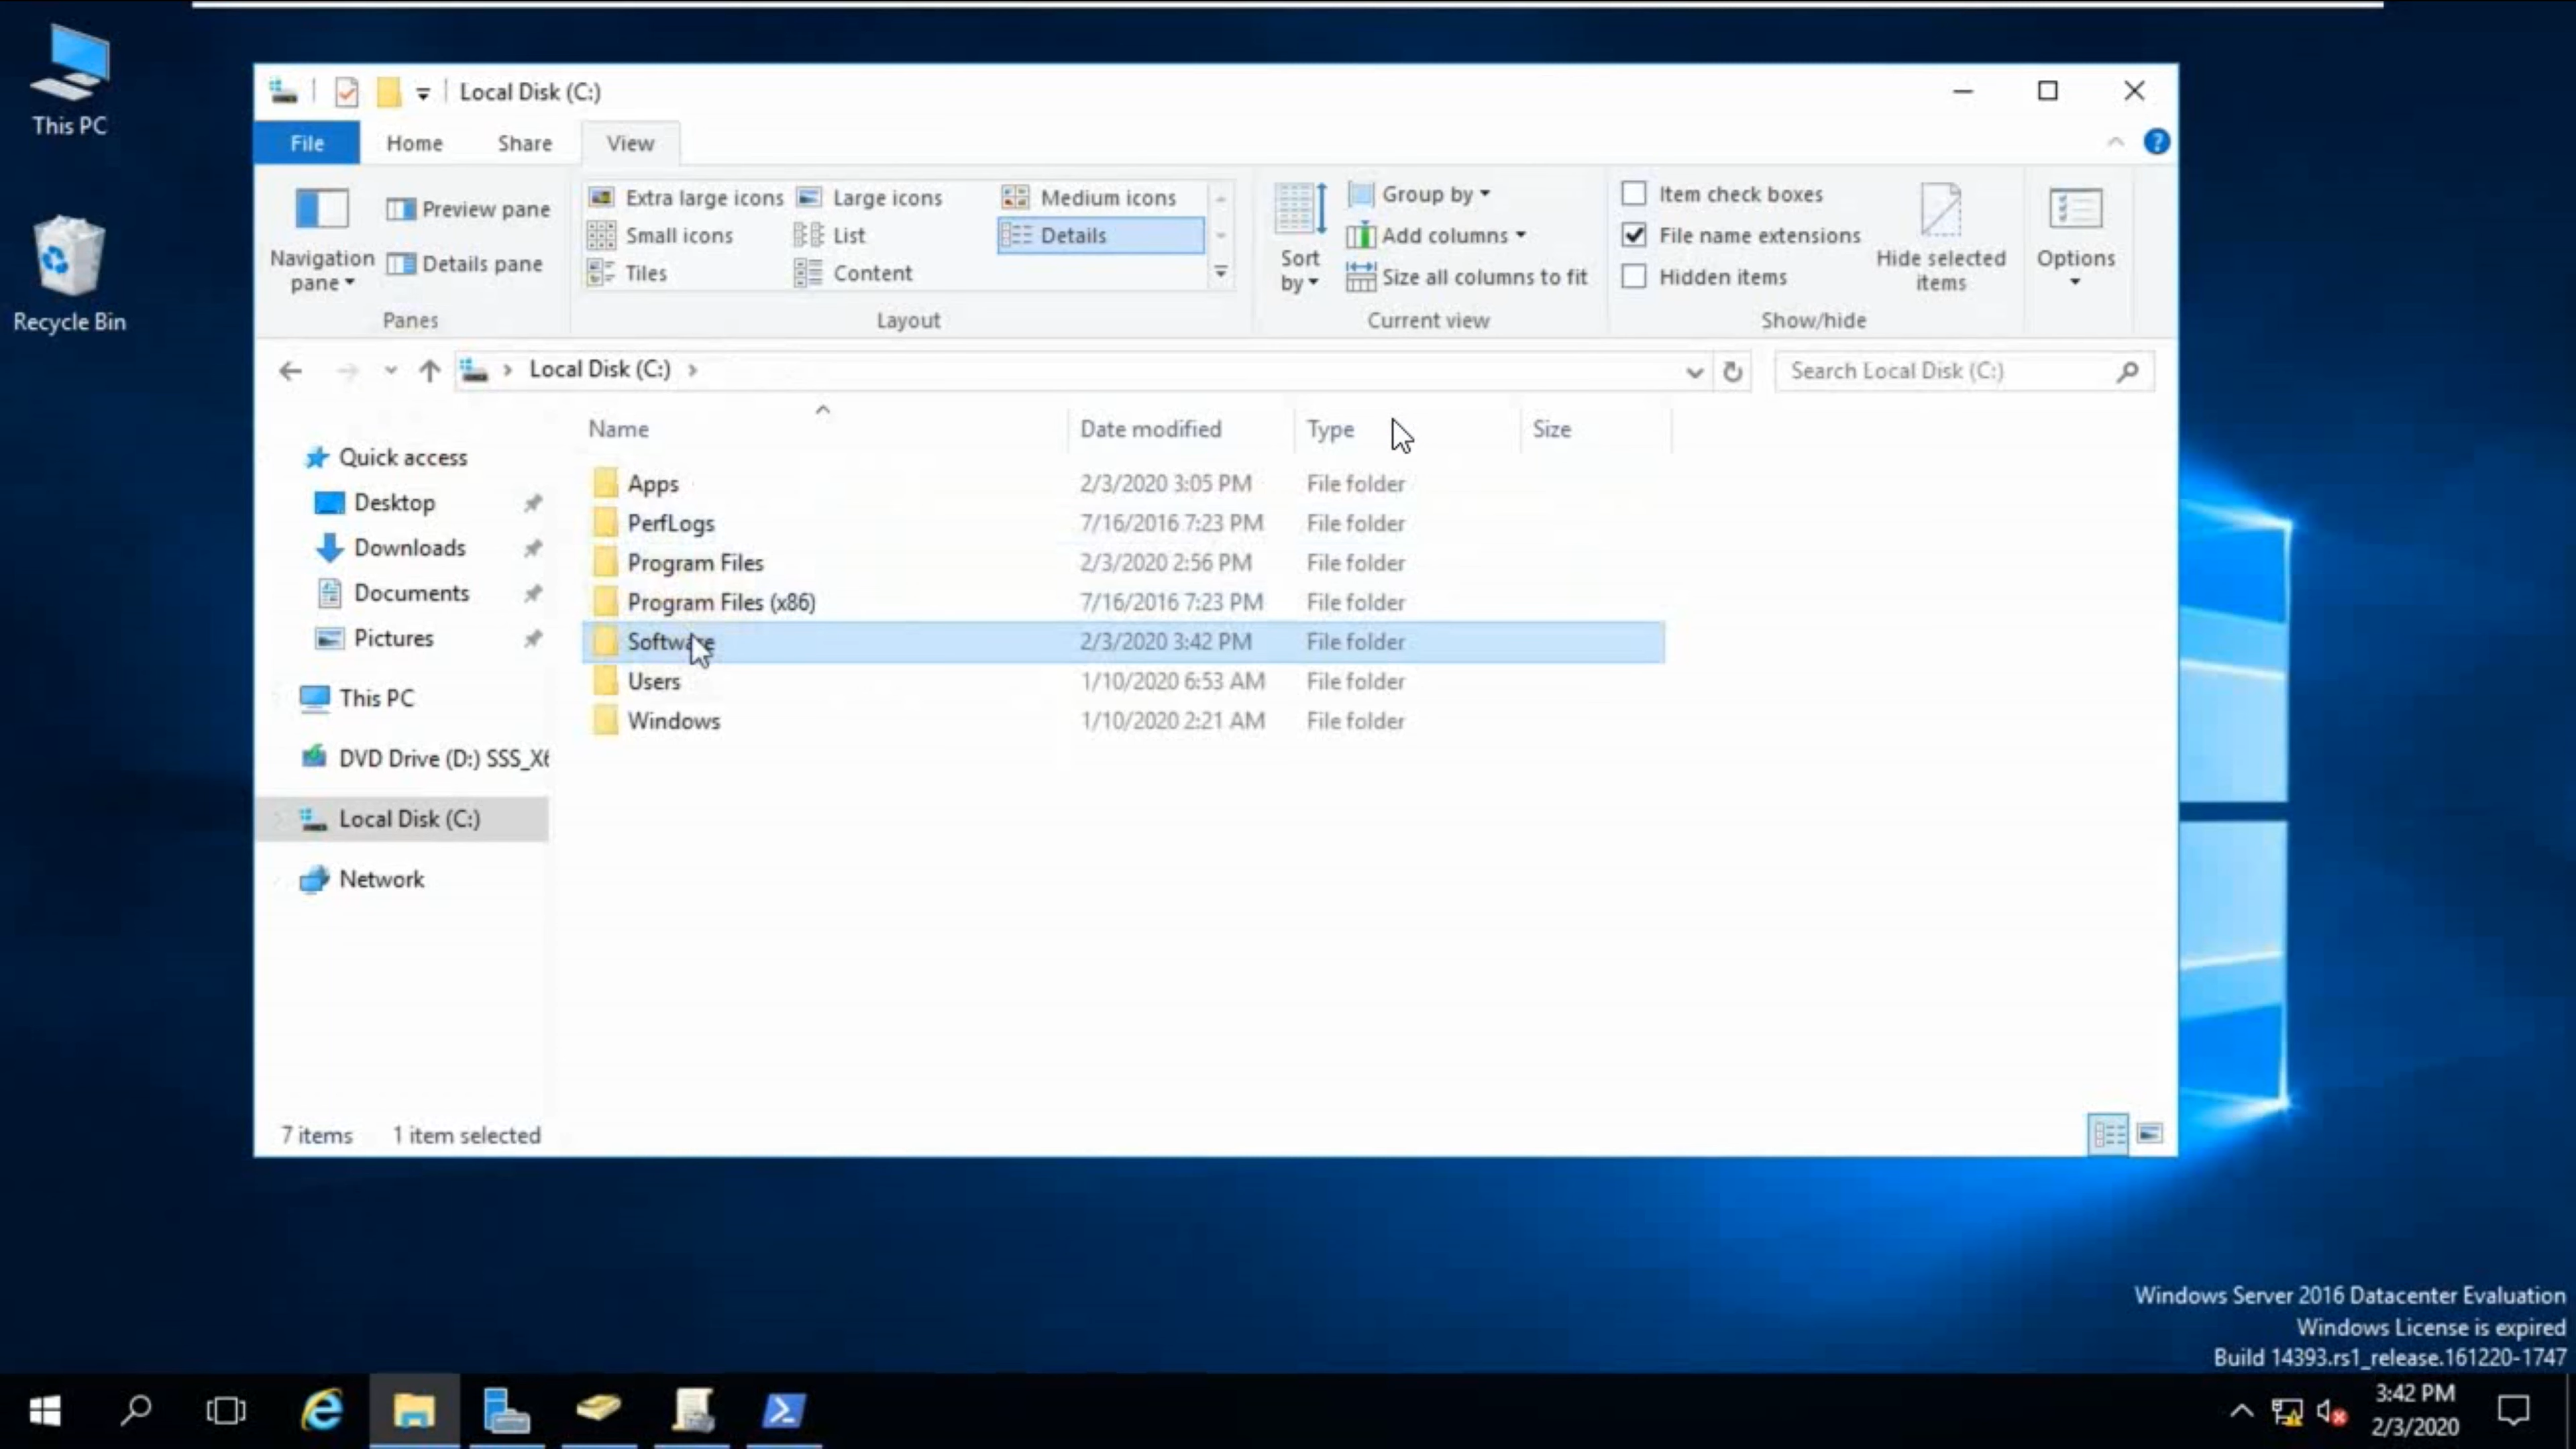 This PC
Recycle Bin
Local Disk (C:)
File Home Share View
Navigation pane
Preview pane
Details pane
Panes
Extra large icons Large icons Medium icons
Small icons List Details
Tiles Content
Layout
Sort by
Group by
Add columns
Size all columns to fit
Current view
Item check boxes
File name extensions
Hidden items
Hide selected items
Show/hide
Options
Local Disk (C:)
Search Local Disk (C:)
Quick access
Desktop
Downloads
Documents
Pictures
This PC
DVD Drive (D:) SSS_X6
Local Disk (C:)
Network
Name Date modified Type Size
Apps 2/3/2020 3:05 PM File folder
PerfLogs 7/16/2016 7:23 PM File folder
Program Files 2/3/2020 2:56 PM File folder
Program Files (x86) 7/16/2016 7:23 PM File folder
Software 2/3/2020 3:42 PM File folder
Users 1/10/2020 6:53 AM File folder
Windows 1/10/2020 2:21 AM File folder
7 items 1 item selected
Windows Server 2016 Datacenter Evaluation
Windows License is expired
Build 14393.rs1_release.161220-1747
3:42 PM
2/3/2020